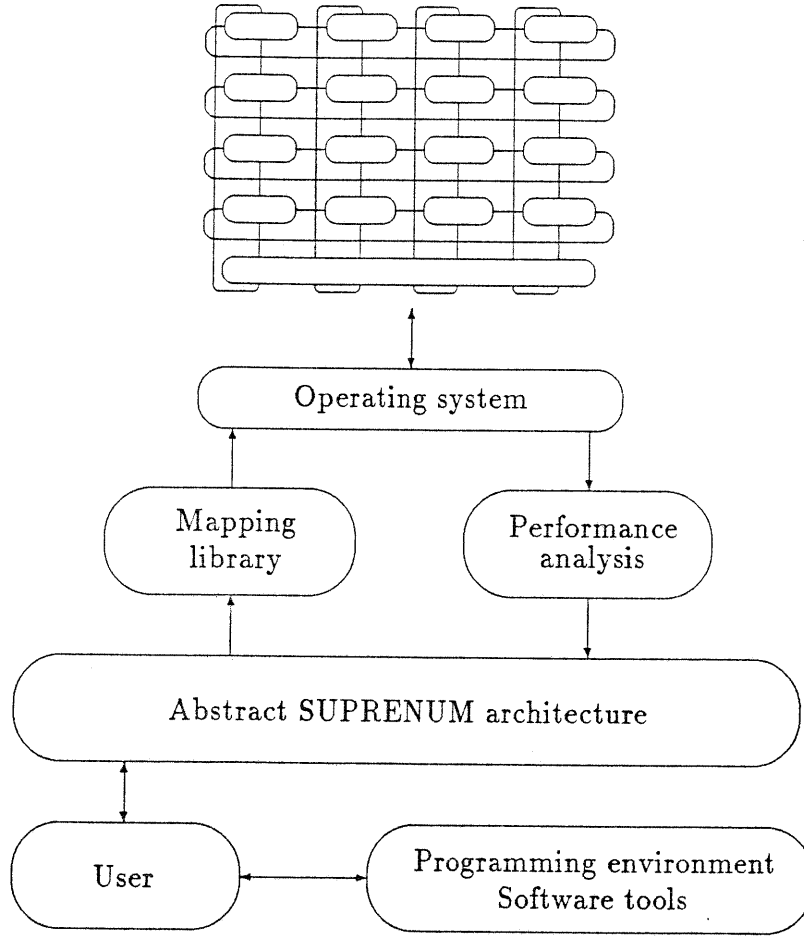 Operating system
Mapping
library
Performance
analysis
Abstract SUPRENUM architecture
User
Programming environment
Software tools